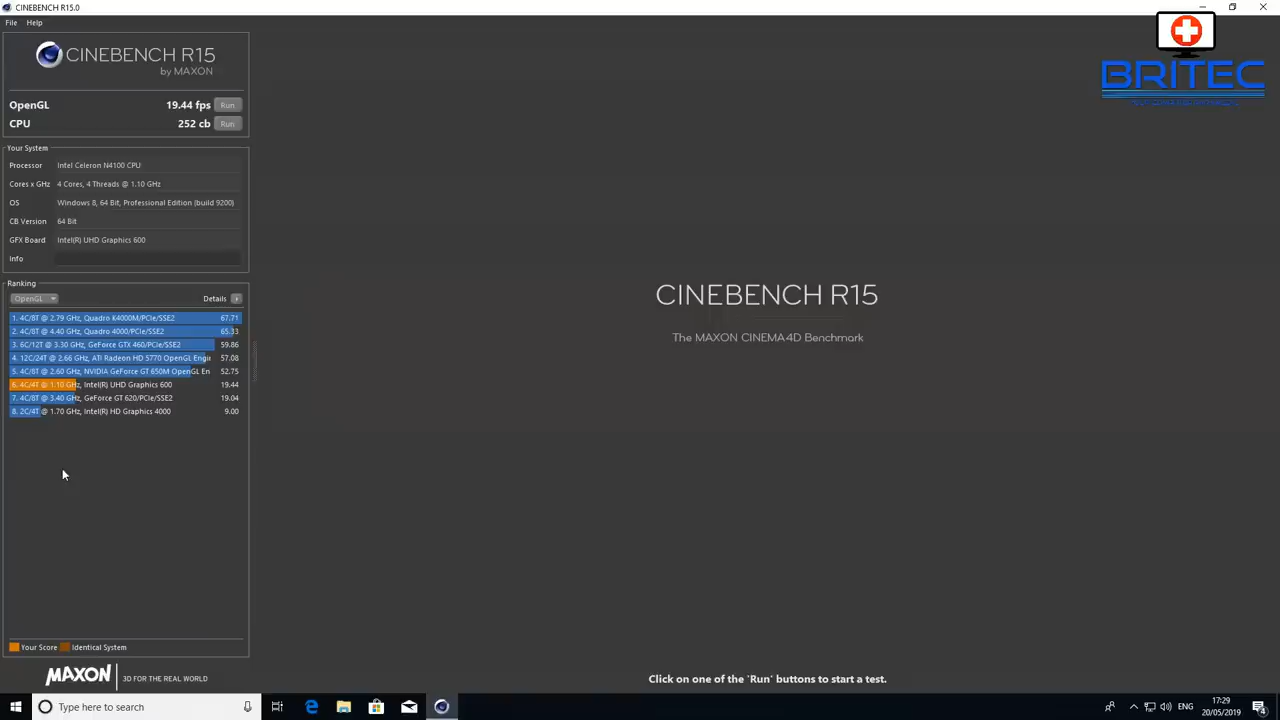 CINEBENCH R15.0
File Help
BRITEC
CINEBENCH R15
by MAXON
OpenGL 19.44 fps Run
CPU 252 cb Run
Your System
Processor Intel Celeron N4100 CPU
Cores x GHz 4 Cores, 4 Threads @ 1.10 GHz
OS Windows 8, 64 Bit, Professional Edition (build 9200)
CB Version 64 Bit
GFX Board Intel(R) UHD Graphics 600
Info
Ranking
OpenGL Details
1. 4C/8T @ 2.79 GHz, Quadro K4000M/PCIe/SSE2 67.71
2. 4C/8T @ 4.40 GHz, Quadro 4000/PCIe/SSE2 65.33
3. 6C/12T @ 3.30 GHz, GeForce GTX 460/PCIe/SSE2 59.86
4. 12C/24T @ 2.66 GHz, ATI Radeon HD 5770 OpenGL Engi 57.08
5. 4C/8T @ 2.60 GHz, NVIDIA GeForce GT 650M OpenGL En 52.75
6. 4C/4T @ 1.10 GHz, Intel(R) UHD Graphics 600 19.44
7. 4C/8T @ 3.40 GHz, GeForce GT 620/PCIe/SSE2 19.04
8. 2C/4T @ 1.70 GHz, Intel(R) HD Graphics 4000 9.00
CINEBENCH R15
The MAXON CINEMA4D Benchmark
Your Score Identical System
MAXON 3D FOR THE REAL WORLD
Click on one of the 'Run' buttons to start a test.
Type here to search
ENG
17:29
20/05/2019
4